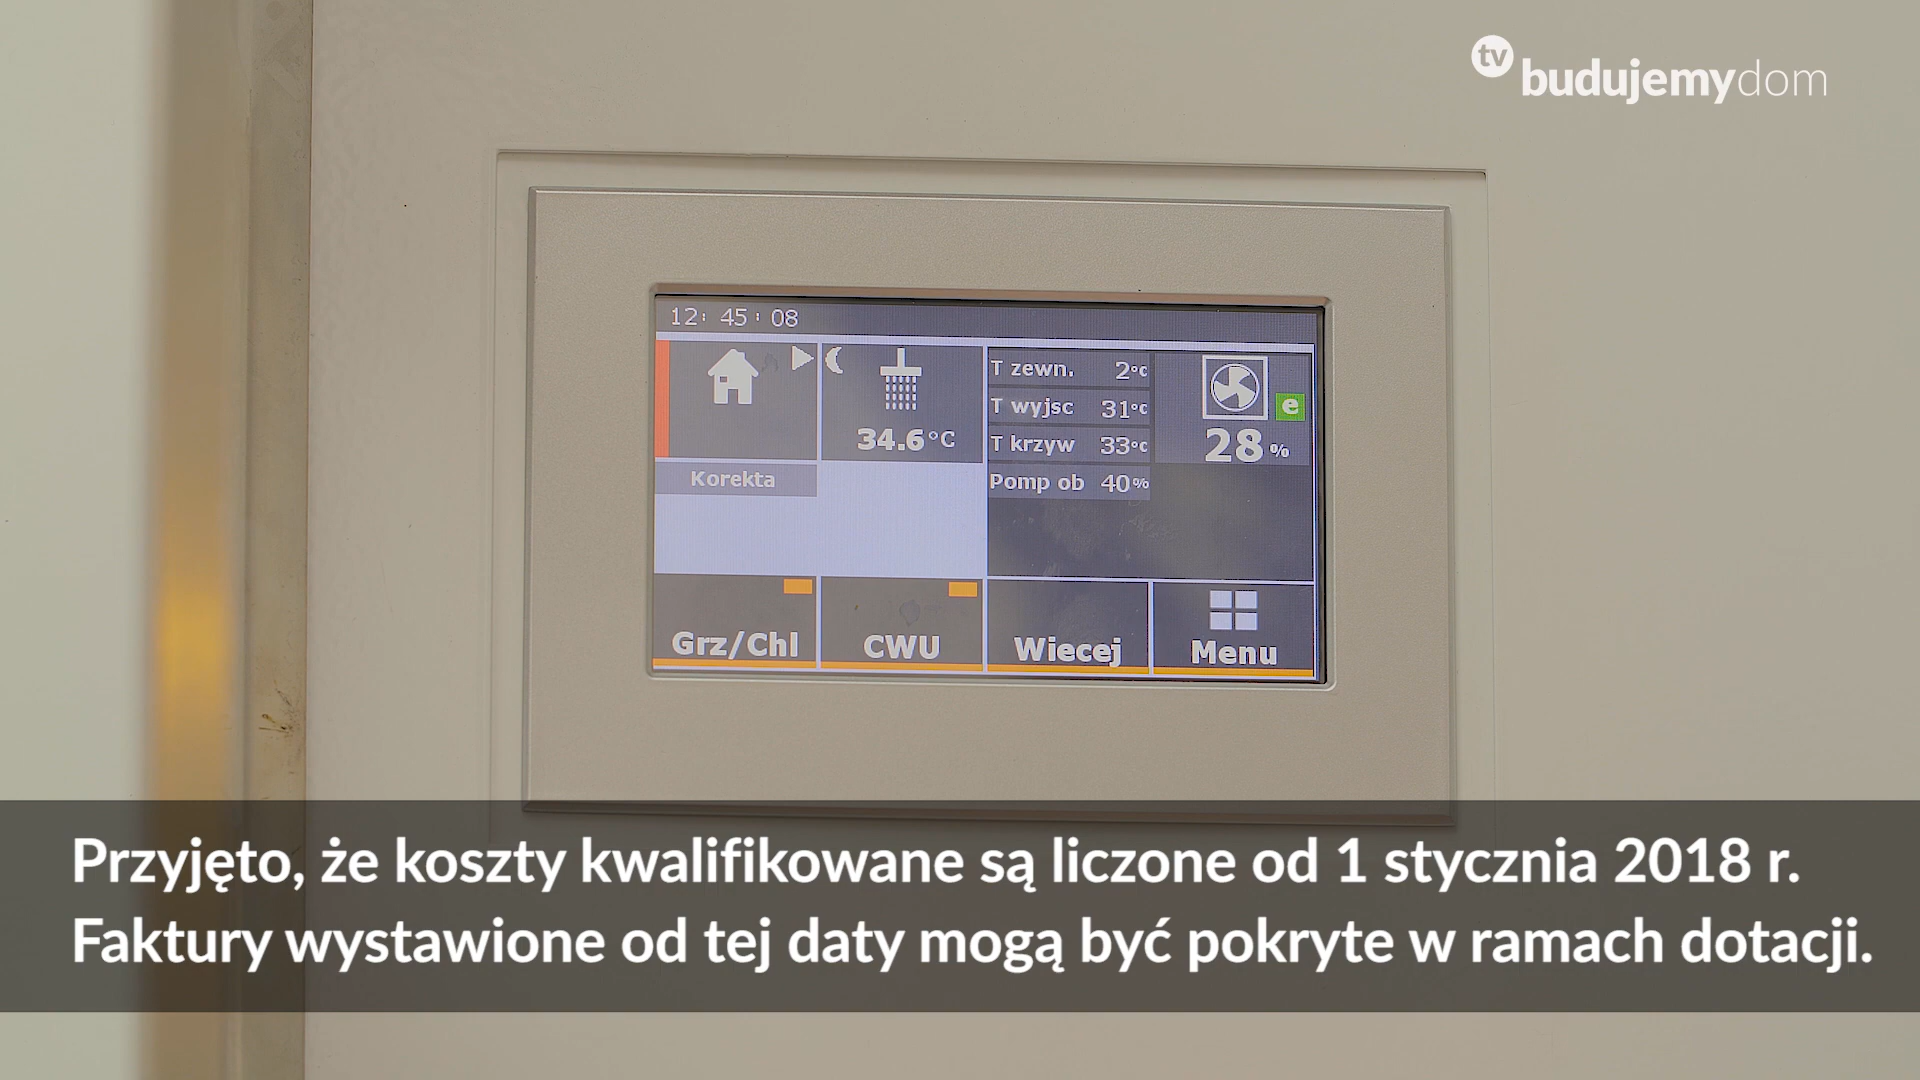 tv
budujemydom
12: 45: 08
34.6°C
T zewn. 2°C
T wyjsc 31°C
T krzyw 33°C
Pomp ob 40%
e
28%
Korekta
Grz/Chl
CWU
Wiecej
Menu
Przyjęto, że koszty kwalifikowane są liczone od 1 stycznia 2018 r.
Faktury wystawione od tej daty mogą być pokryte w ramach dotacji.